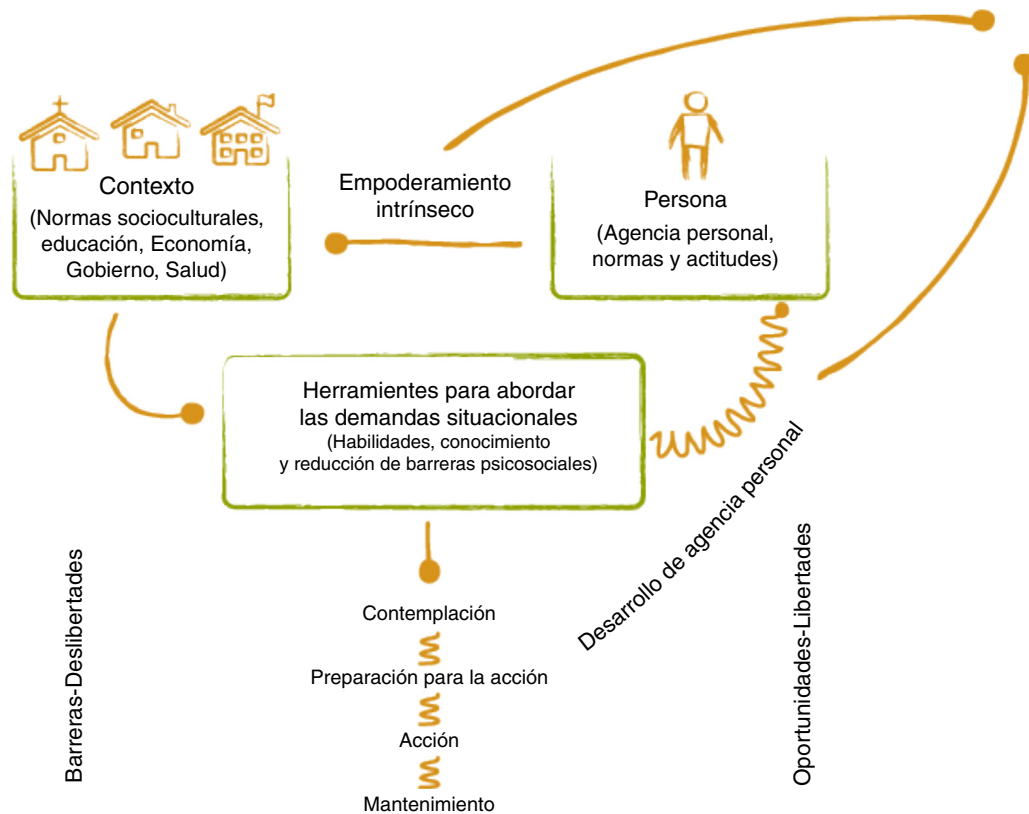 Contexto
(Normas socioculturales,
educación, Economía,
Gobierno, Salud)
Empoderamiento
intrínseco
Persona
(Agencia personal,
normas y actitudes)
Herramientes para abordar
las demandas situacionales
(Habilidades, conocimiento
y reducción de barreras psicosociales)
Desarrollo de agencia personal
Barreras-Deslibertades
Oportunidades-Libertades
Contemplación
Preparación para la acción
Acción
Mantenimiento